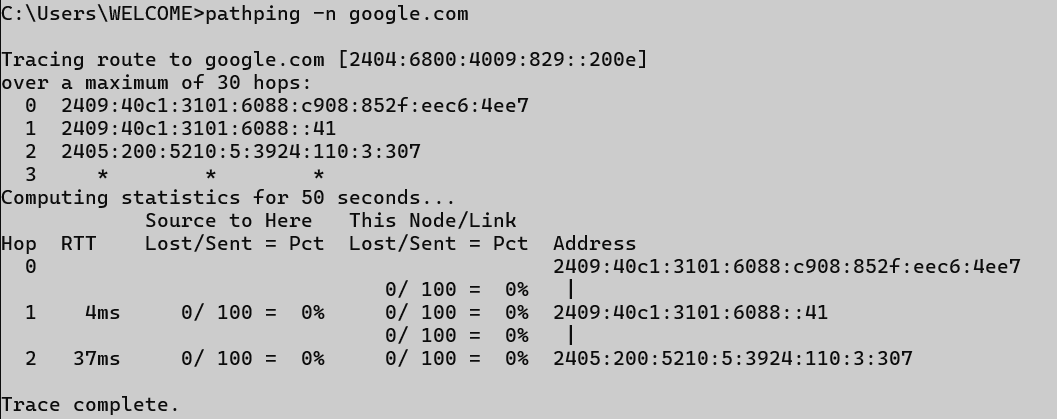 C:\Users\WELCOME>pathping -n google.com
Tracing route to google.com [2404:6800:4009:829::200e]
over a maximum of 30 hops:
  0  2409:40c1:3101:6088:c908:852f:eec6:4ee7
  1  2409:40c1:3101:6088::41
  2  2405:200:5210:5:3924:110:3:307
  3     *        *        *
Computing statistics for 50 seconds...
            Source to Here   This Node/Link
Hop  RTT    Lost/Sent = Pct  Lost/Sent = Pct  Address
  0                                           2409:40c1:3101:6088:c908:852f:eec6:4ee7
                                0/ 100 =  0%   |
  1    4ms     0/ 100 =  0%     0/ 100 =  0%  2409:40c1:3101:6088::41
                                0/ 100 =  0%   |
  2   37ms     0/ 100 =  0%     0/ 100 =  0%  2405:200:5210:5:3924:110:3:307
Trace complete.